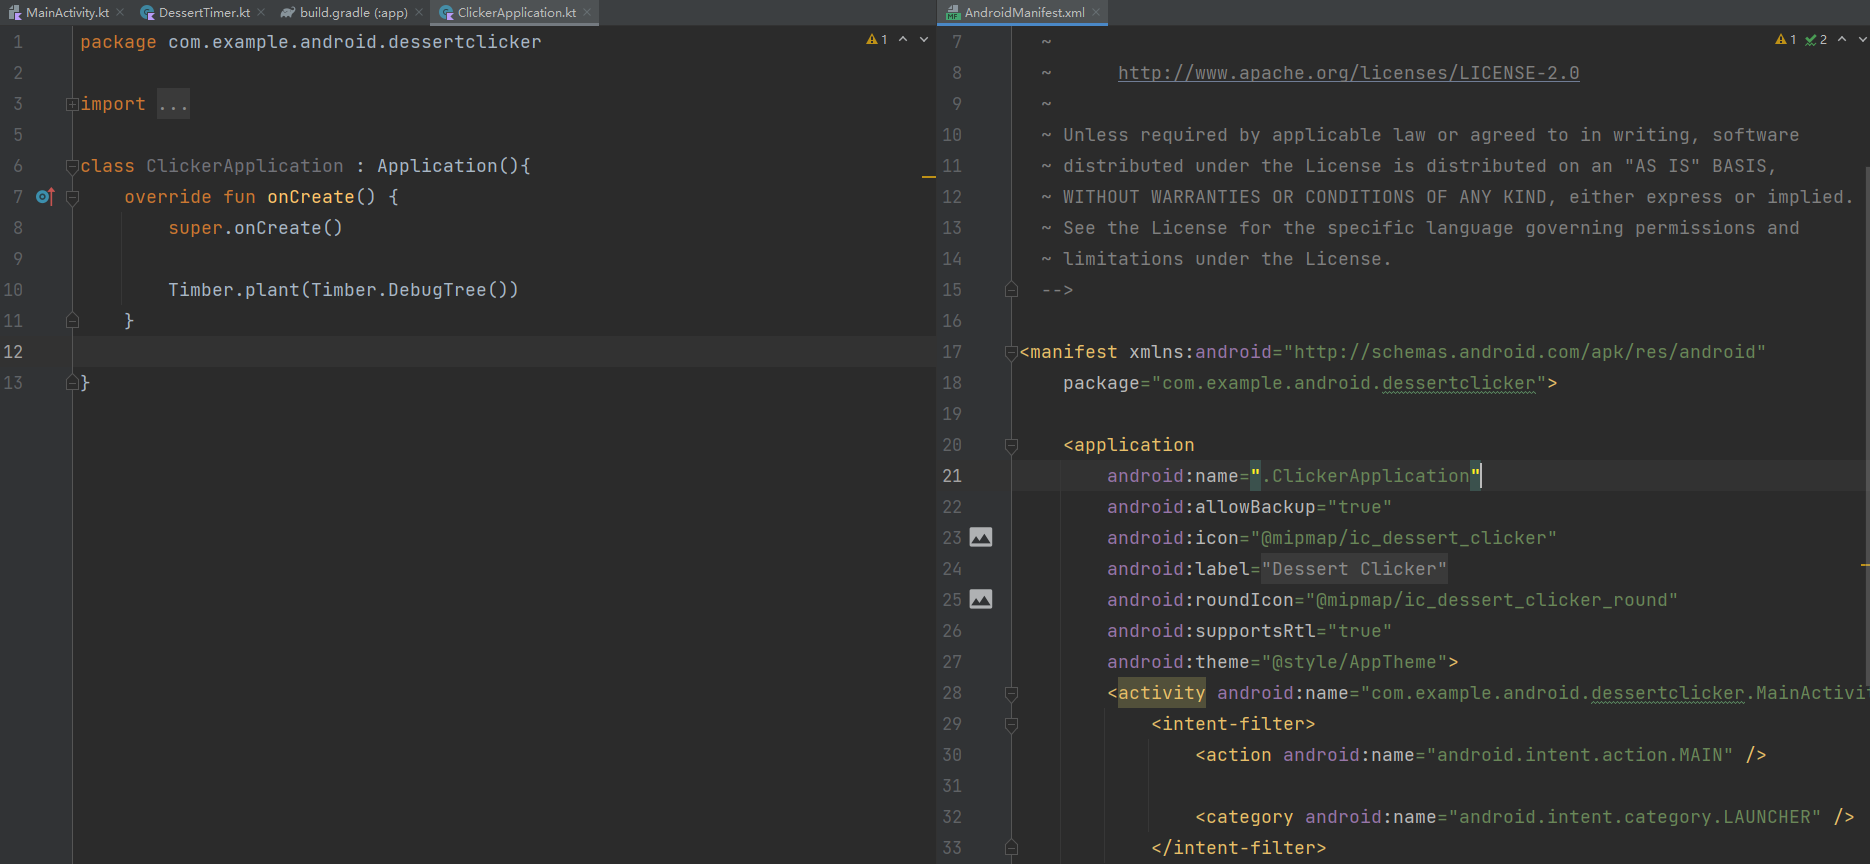 MainActivity.kt DessertTimer.kt build.gradle (:app) ClickerApplication.kt
1 package com.example.android.dessertclicker
2
3 import ...
5
6 class ClickerApplication : Application(){
7 override fun onCreate() {
8 super.onCreate()
9
10 Timber.plant(Timber.DebugTree())
11 }
12
13 }
1
AndroidManifest.xml
1 2
7 ~
8 ~ http://www.apache.org/licenses/LICENSE-2.0
9 ~
10 ~ Unless required by applicable law or agreed to in writing, software
11 ~ distributed under the License is distributed on an "AS IS" BASIS,
12 ~ WITHOUT WARRANTIES OR CONDITIONS OF ANY KIND, either express or implied.
13 ~ See the License for the specific language governing permissions and
14 ~ limitations under the License.
15 -->
16
17 <manifest xmlns:android="http://schemas.android.com/apk/res/android"
18 package="com.example.android.dessertclicker">
19
20 <application
21 android:name=".ClickerApplication"
22 android:allowBackup="true"
23 android:icon="@mipmap/ic_dessert_clicker"
24 android:label="Dessert Clicker"
25 android:roundIcon="@mipmap/ic_dessert_clicker_round"
26 android:supportsRtl="true"
27 android:theme="@style/AppTheme">
28 <activity android:name="com.example.android.dessertclicker.MainActivi
29 <intent-filter>
30 <action android:name="android.intent.action.MAIN" />
31
32 <category android:name="android.intent.category.LAUNCHER" />
33 </intent-filter>